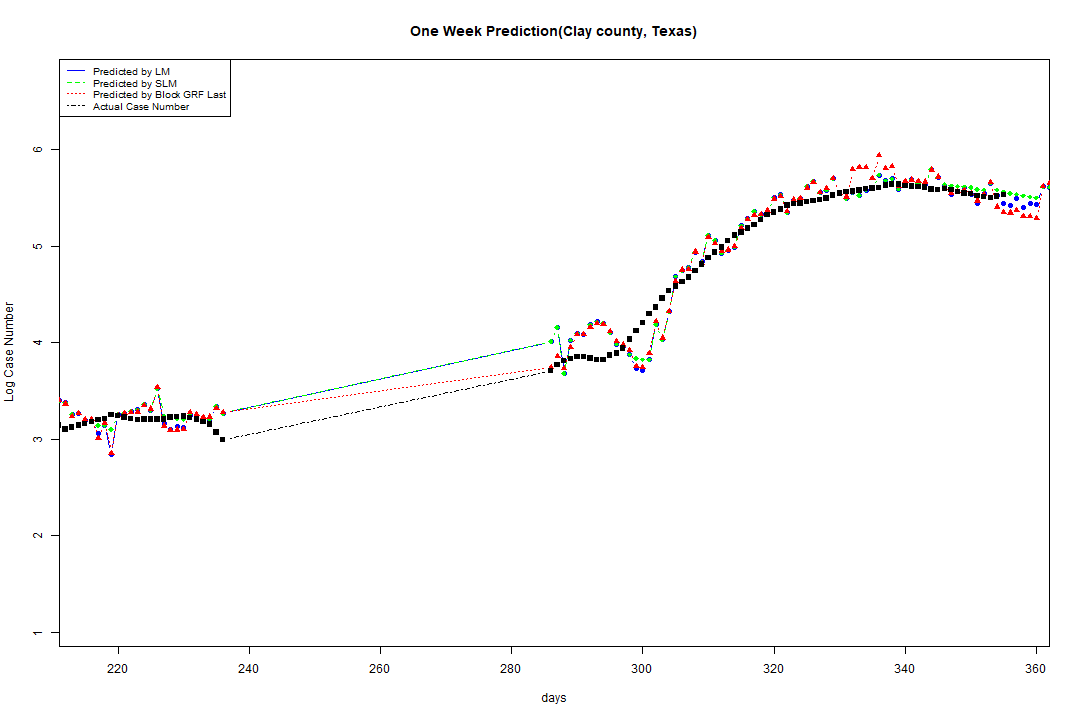 One Week Prediction(Clay county, Texas)
Predicted by LM
Predicted by SLM
Predicted by Block GRF Last
Actual Case Number
6
5
4
3
2
1
Log Case Number
220 240 260 280 300 320 340 360
days